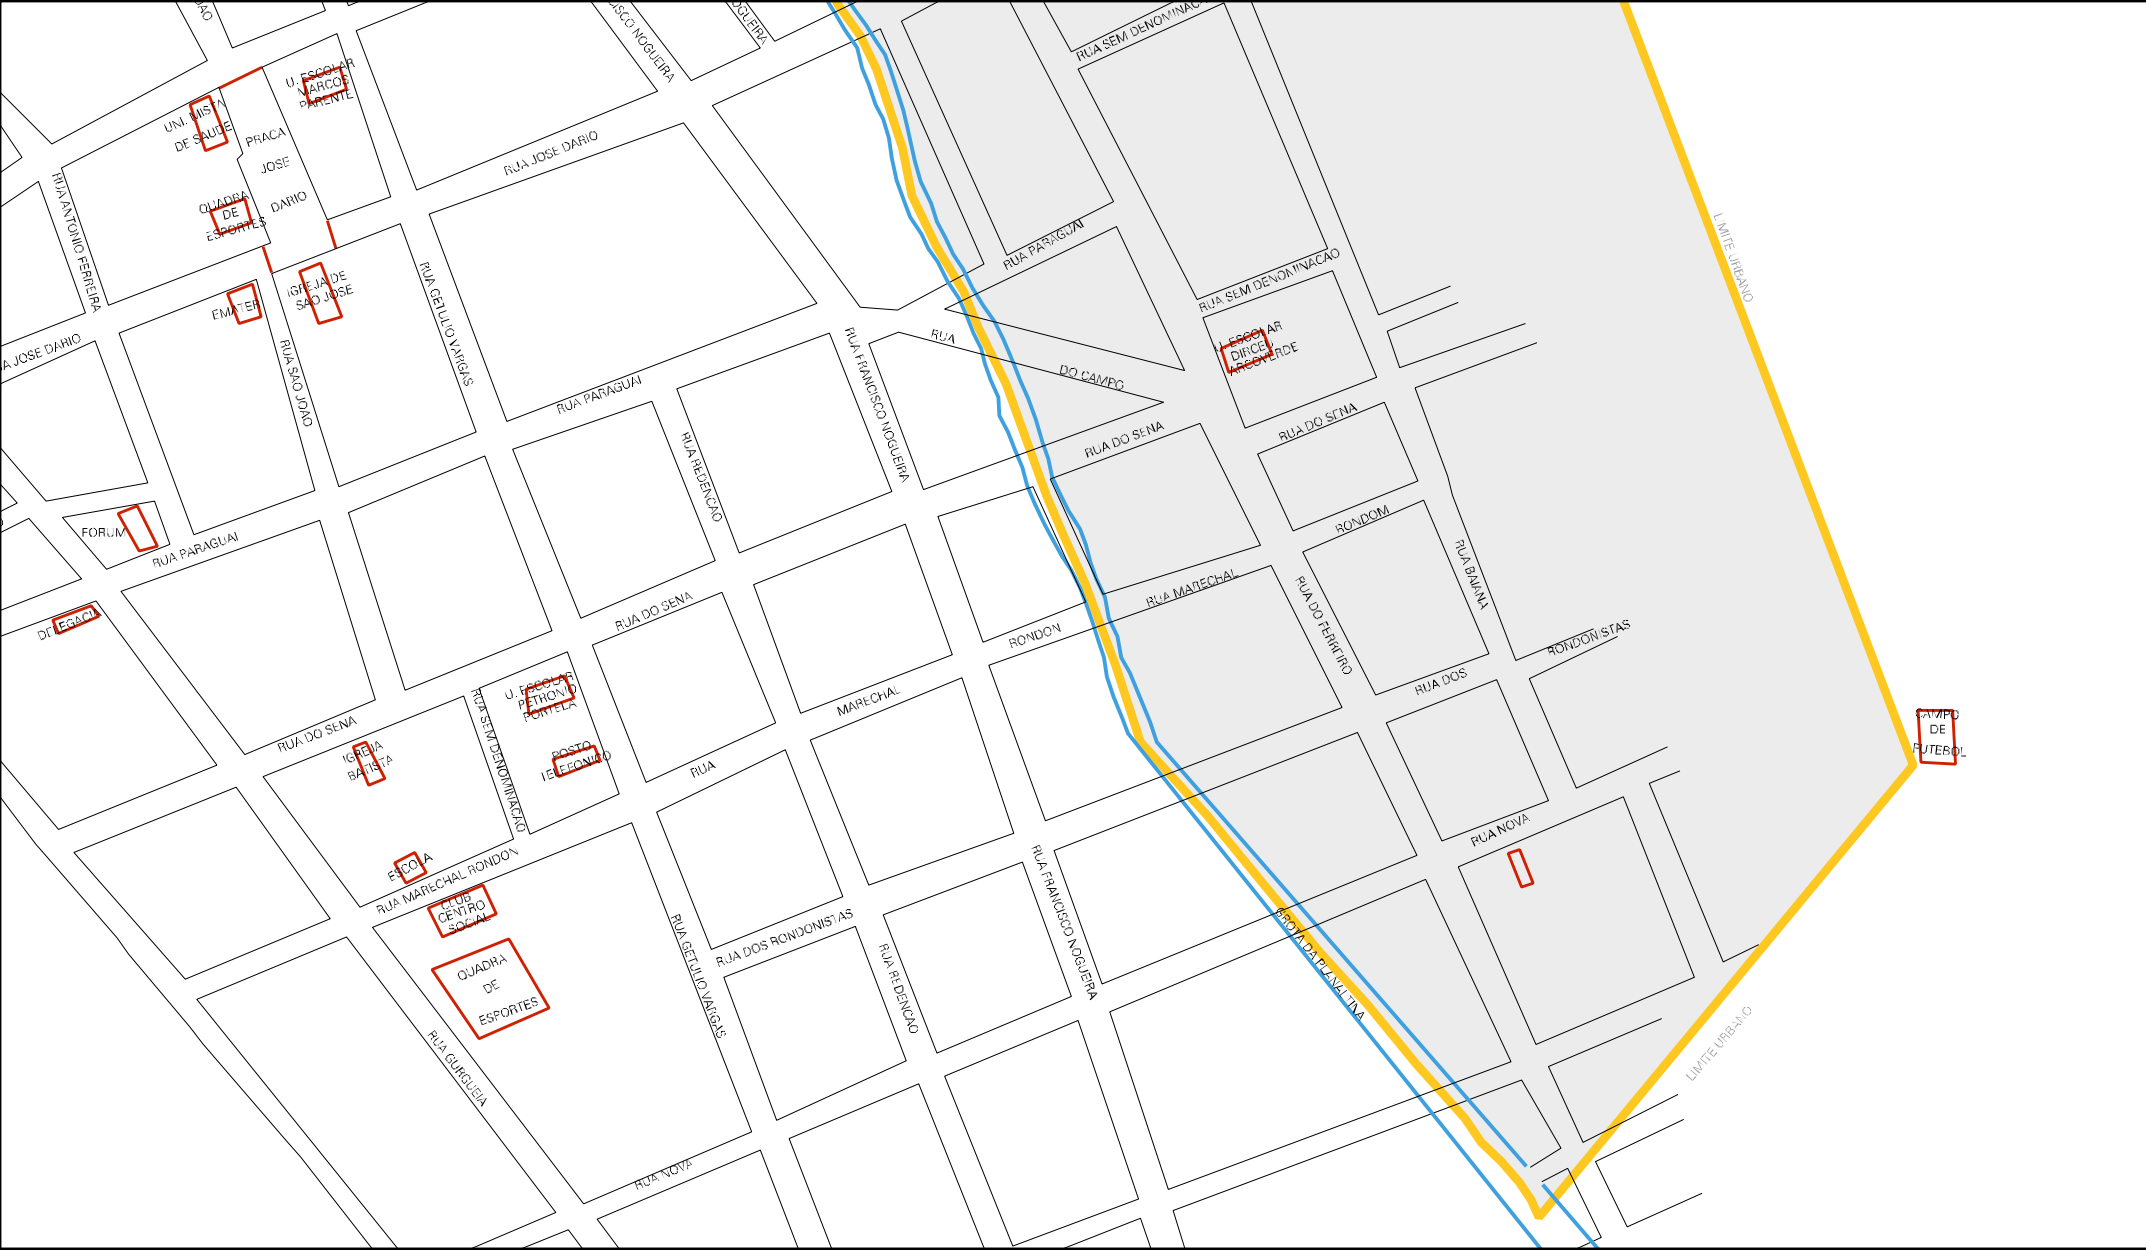 RUA SEM DENOMINAC
U. ESCOLAR
MARCOS
PARENTE
UNI. MISTA
DE SAUDE
PRACA
JOSE
DARIO
RUA JOSE DARIO
RUA ANTONIO FERREIRA
QUADRA
DE
ESPORTES
LIMITE URBANO
RUA PARAGUAI
RUA SEM DENOMINACAO
IGREJA DE
SAO JOSE
EMATER
RUA GETULIO VARGAS
RUA SAO JOAO
RUA JOSE DARIO
RUA FRANCISCO NOGUEIRA
RUA
DO CAMPO
U. ESCOLAR
DIRCEU
ARCOVERDE
RUA PARAGUAI
RUA REDENCAO
RUA DO SENA
RUA DO SENA
RONDOM
FORUM
RUA PARAGUAI
RUA BAIANA
RUA MARECHAL
RUA DO FERREIRO
DELEGACIA
RUA DO SENA
RONDON
RONDONISTAS
RUA DOS
U. ESCOLAR
PETRONIO
PORTELA
MARECHAL
RUA DO SENA
RUA SEM DENOMINACAO
IGREJA
BATISTA
POSTO
TELEFONICO
RUA
CAMPO
DE
FUTEBOL
RUA NOVA
ESCOLA
RUA MARECHAL RONDON
CLUB
CENTRO
SOCIAL
RUA FRANCISCO NOGUEIRA
RUA DOS RONDONISTAS
RUA GETULIO VARGAS
RUA REDENCAO
GROTA DA PLANALTINA
QUADRA
DE
ESPORTES
RUA GURGUEIA
LIMITE URBANO
RUA NOVA